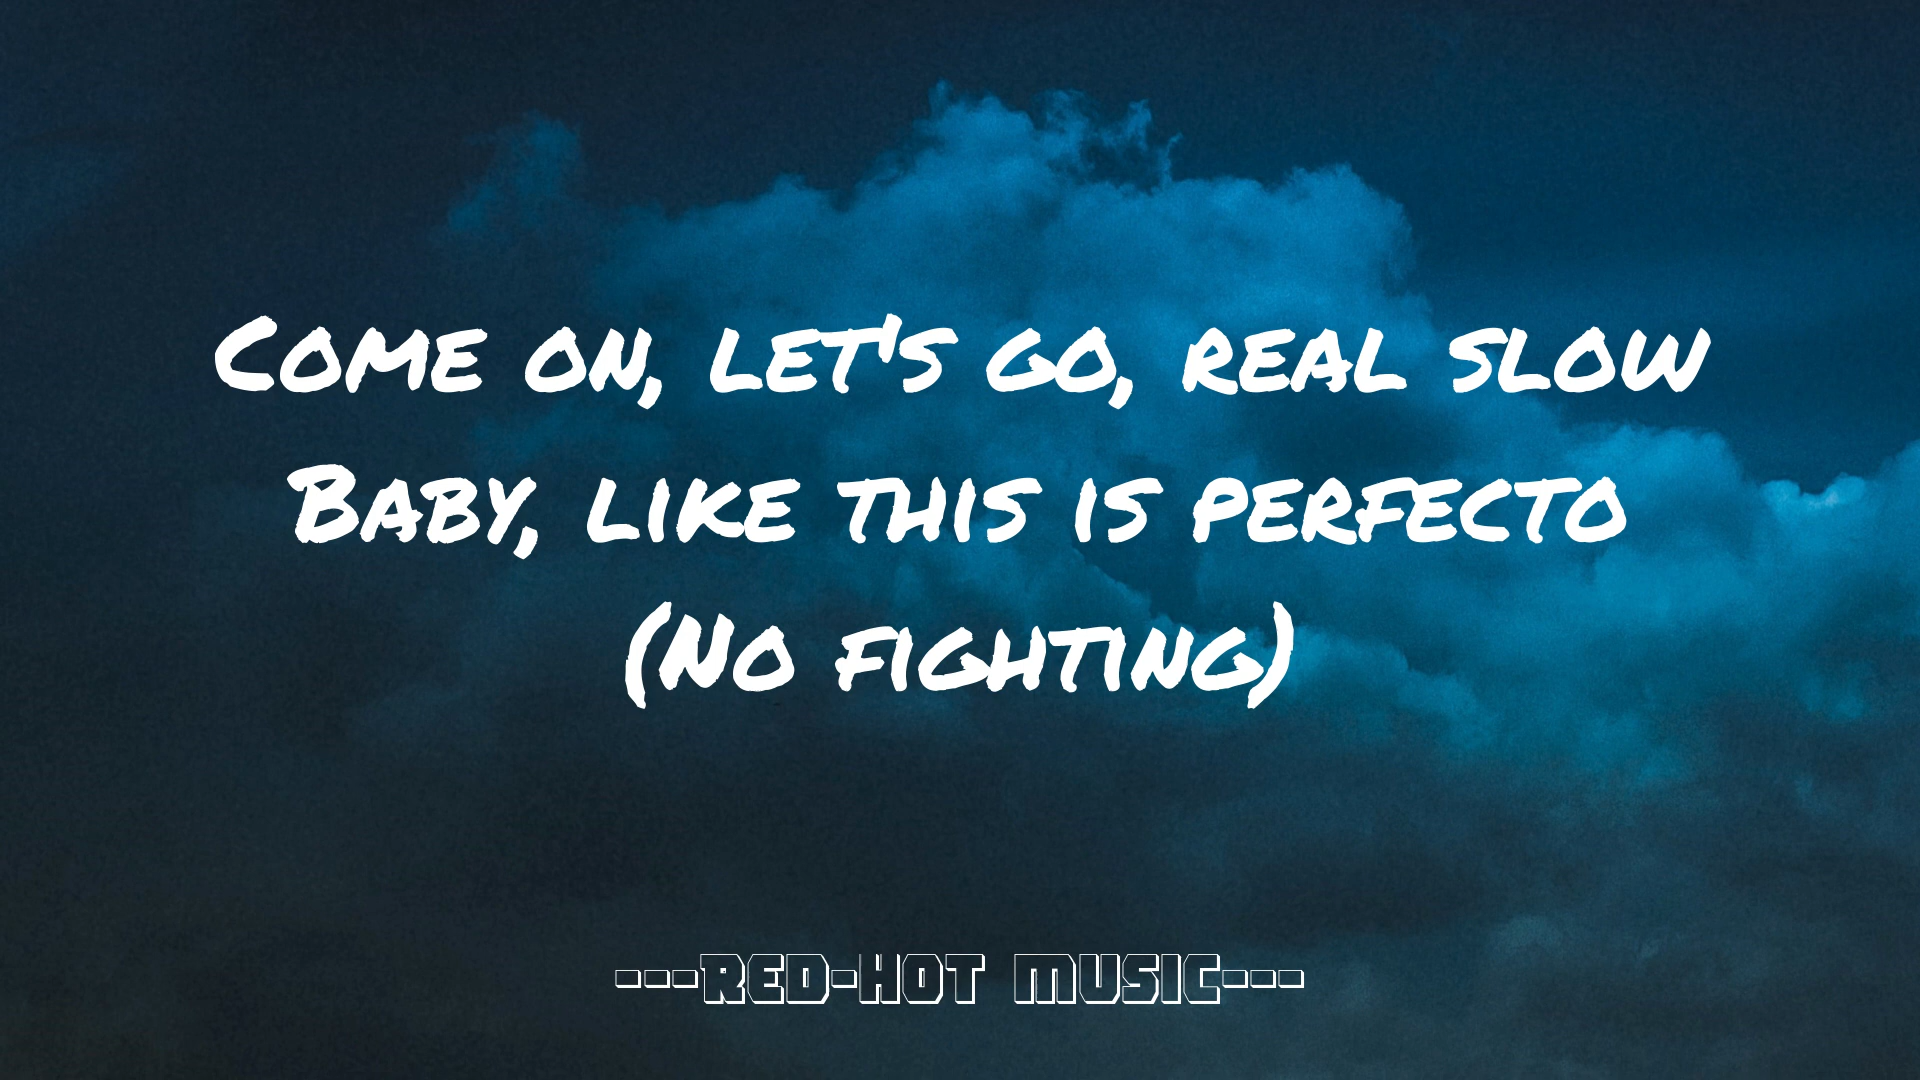 Come on, let's go, real slow
Baby, like this is perfecto
(No fighting)
---RED-HOT MUSIC---